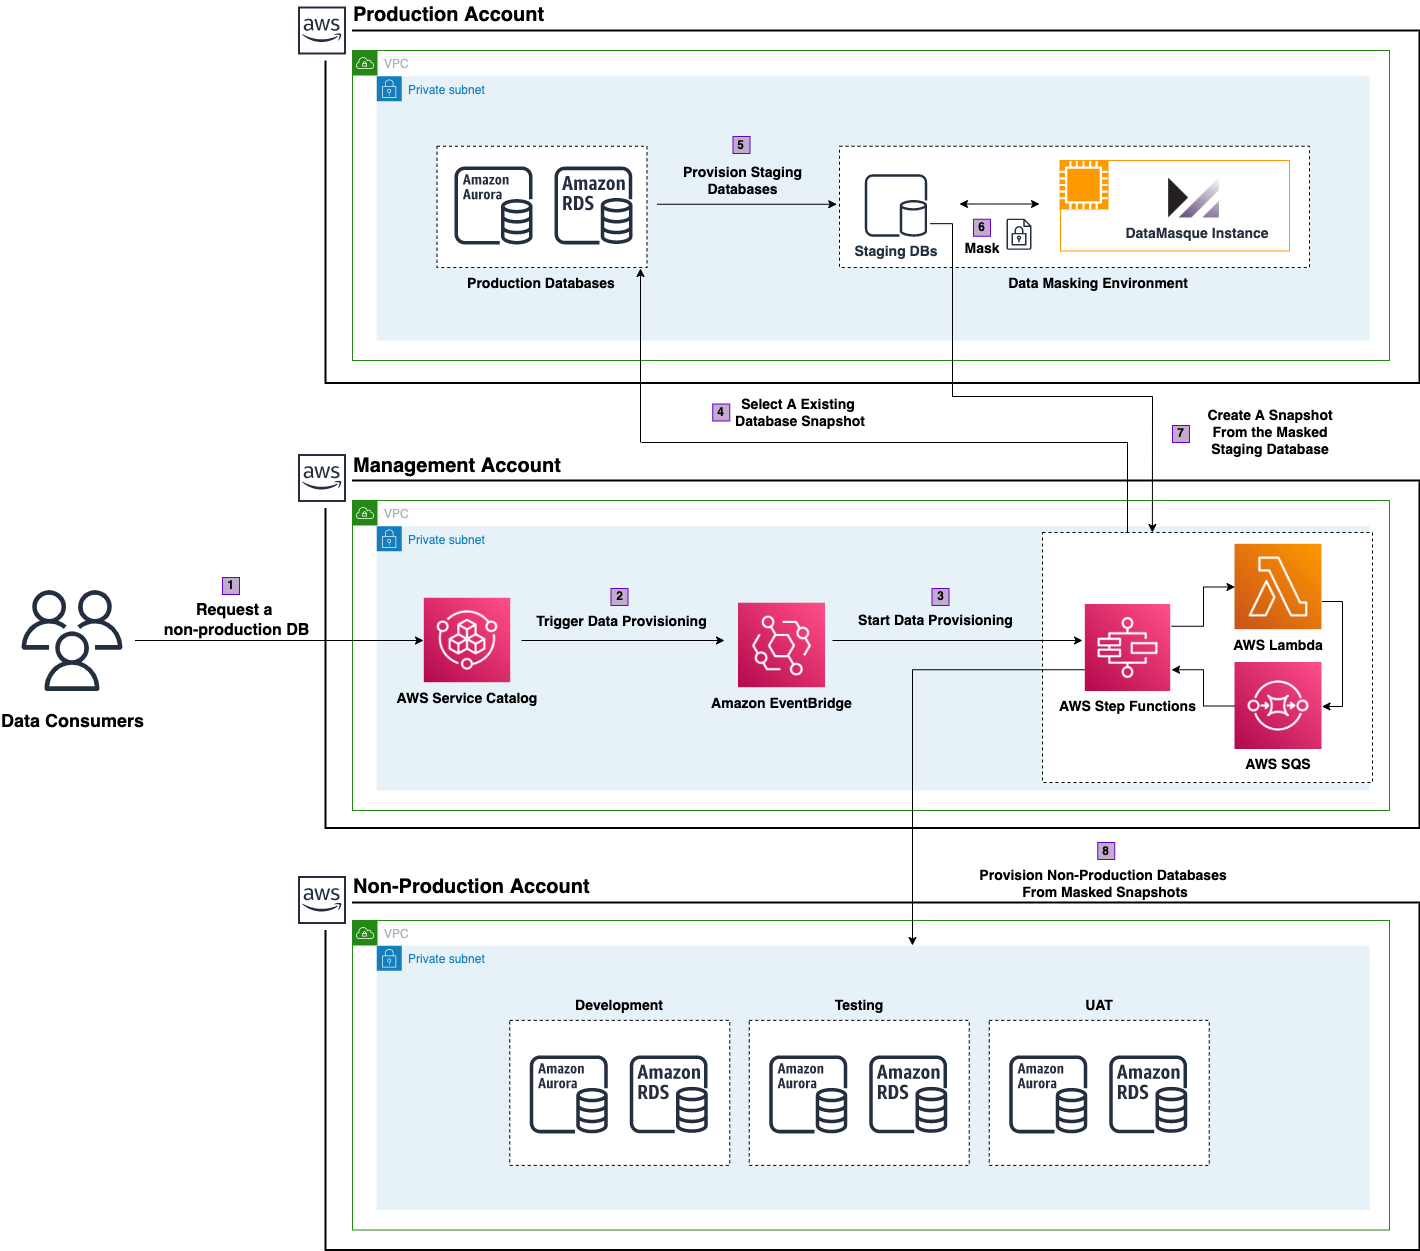 aws
Production Account
VPC
Private subnet
Amazon
Aurora
Amazon
RDS
Production Databases
5
Provision Staging
Databases
Staging DBs
6
Mask
DataMasque Instance
Data Masking Environment
4
Select A Existing
Database Snapshot
7
Create A Snapshot
From the Masked
Staging Database
aws
Management Account
VPC
Private subnet
Data Consumers
1
Request a
non-production DB
AWS Service Catalog
2
Trigger Data Provisioning
Amazon EventBridge
3
Start Data Provisioning
AWS Step Functions
AWS Lambda
AWS SQS
8
Provision Non-Production Databases
From Masked Snapshots
aws
Non-Production Account
VPC
Private subnet
Development
Amazon
Aurora
Amazon
RDS
Testing
Amazon
Aurora
Amazon
RDS
UAT
Amazon
Aurora
Amazon
RDS